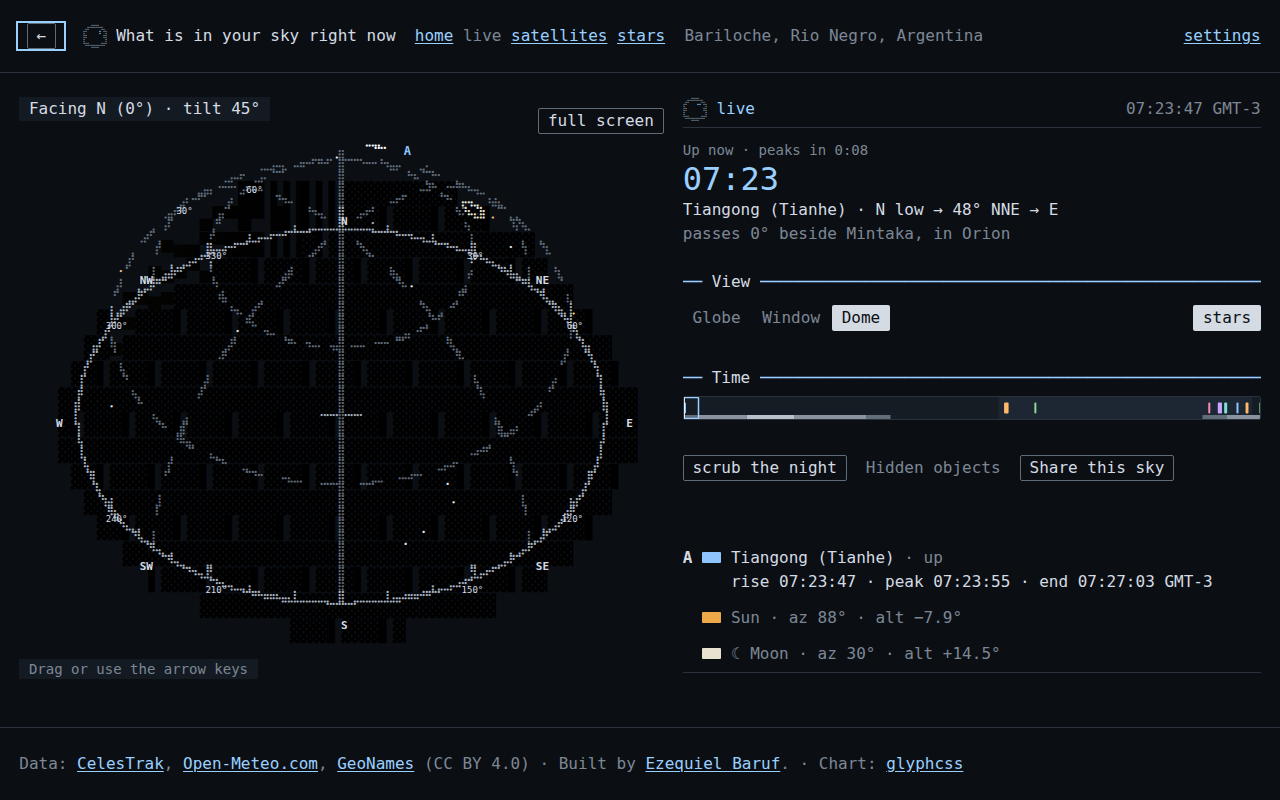 ← What is in your sky right now home live satellites stars Bariloche, Rio Negro, Argentina settings
Facing N (0°) · tilt 45°
full screen
A
60°
30°
N
330°
30°
NW
NE
300°
60°
W
E
240°
120°
SW
SE
210°
150°
S
Drag or use the arrow keys
live 07:23:47 GMT-3
Up now · peaks in 0:08
07:23
Tiangong (Tianhe) · N low → 48° NNE → E
passes 0° beside Mintaka, in Orion
View
Globe Window Dome stars
Time
scrub the night Hidden objects Share this sky
A Tiangong (Tianhe) · up
rise 07:23:47 · peak 07:23:55 · end 07:27:03 GMT-3
Sun · az 88° · alt −7.9°
☾ Moon · az 30° · alt +14.5°
Data: CelesTrak, Open-Meteo.com, GeoNames (CC BY 4.0) · Built by Ezequiel Baruf. · Chart: glyphcss